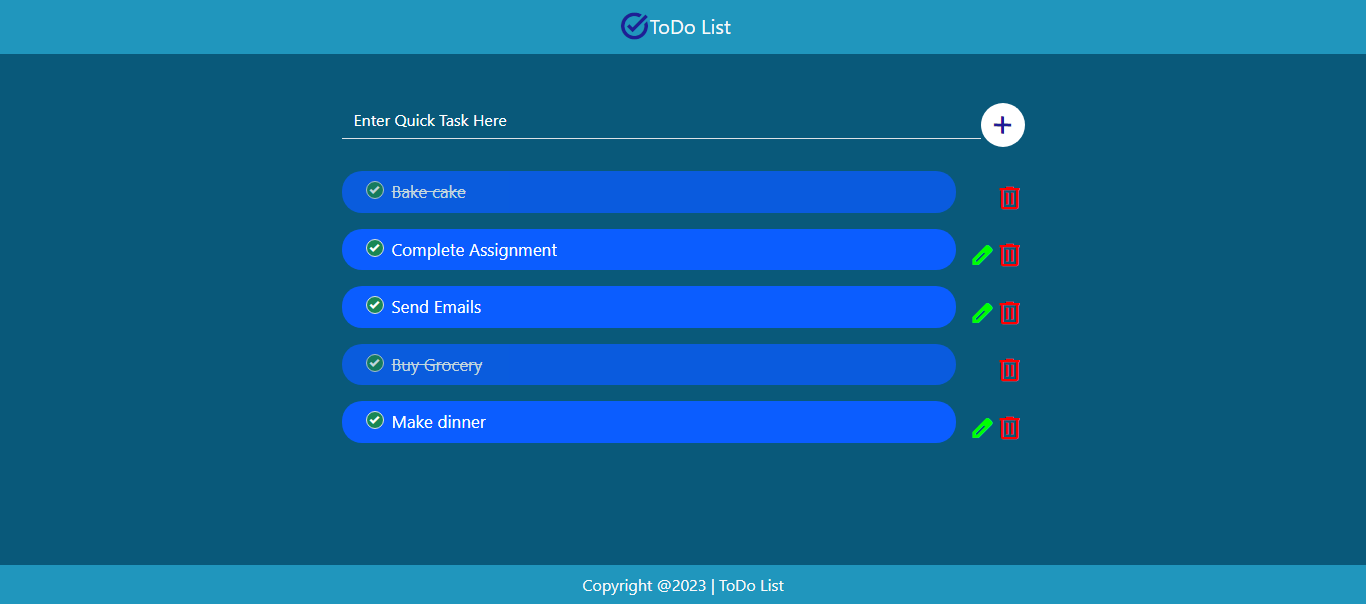 ToDo List
Enter Quick Task Here
Bake cake
Complete Assignment
Send Emails
Buy Grocery
Make dinner
Copyright @2023 | ToDo List